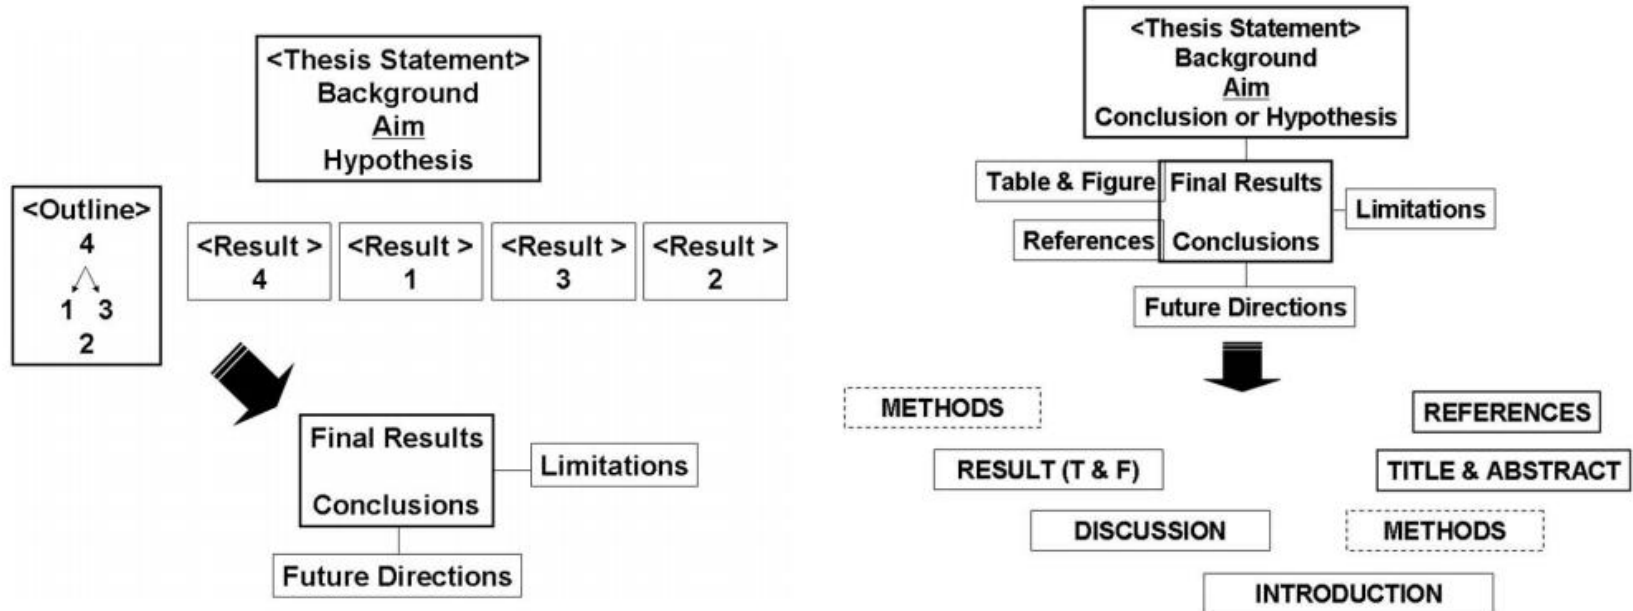 <Thesis Statement>
Background
Aim
Hypothesis
<Outline>
4
1 3
2
<Result >
4
<Result >
1
<Result >
3
<Result >
2
Final Results
Conclusions
Limitations
Future Directions
<Thesis Statement>
Background
Aim
Conclusion or Hypothesis
Table & Figure
References
Final Results
Conclusions
Limitations
Future Directions
METHODS
RESULT (T & F)
DISCUSSION
INTRODUCTION
METHODS
TITLE & ABSTRACT
REFERENCES